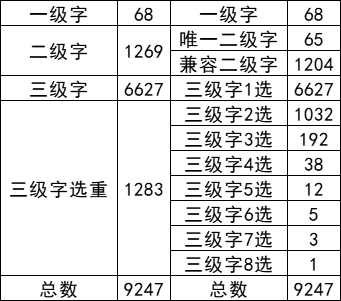 一级字 68 一级字 68
二级字 1269 唯一二级字 65
兼容二级字 1204
三级字 6627 三级字1选 6627
三级字选重 1283 三级字2选 1032
三级字3选 192
三级字4选 38
三级字5选 12
三级字6选 5
三级字7选 3
三级字8选 1
总数 9247 总数 9247